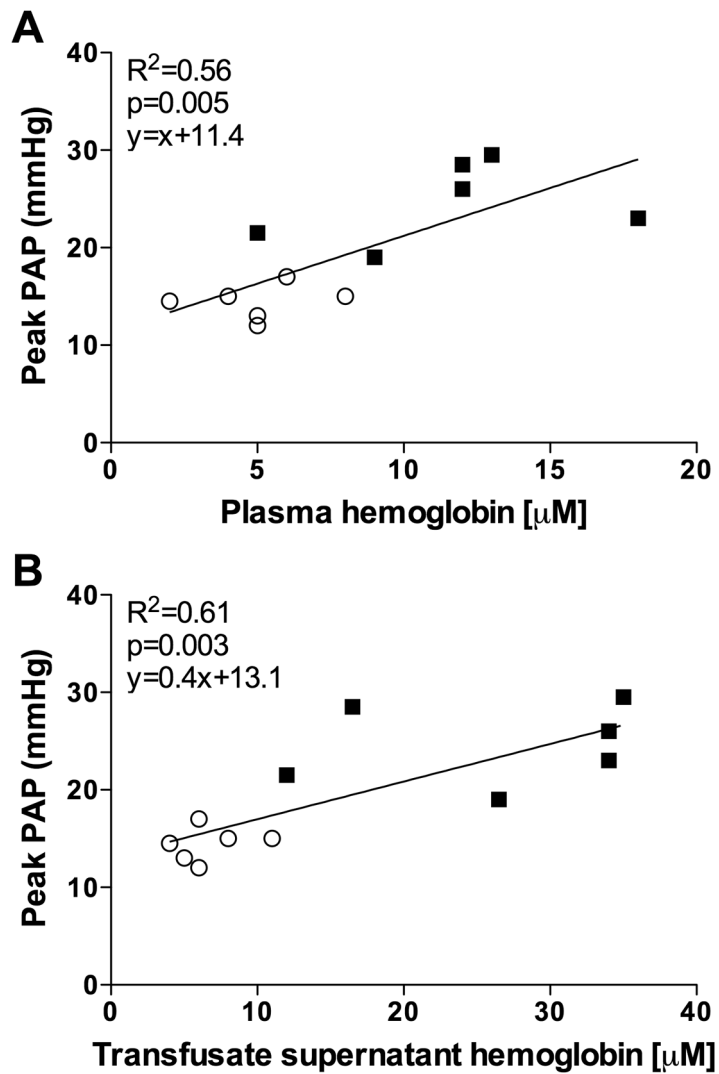 A
R²=0.56
p=0.005
y=x+11.4
Peak PAP (mmHg)
40
30
20
10
0
0 5 10 15 20
Plasma hemoglobin [μM]
B
R²=0.61
p=0.003
y=0.4x+13.1
Peak PAP (mmHg)
40
30
20
10
0
0 10 20 30 40
Transfusate supernatant hemoglobin [μM]